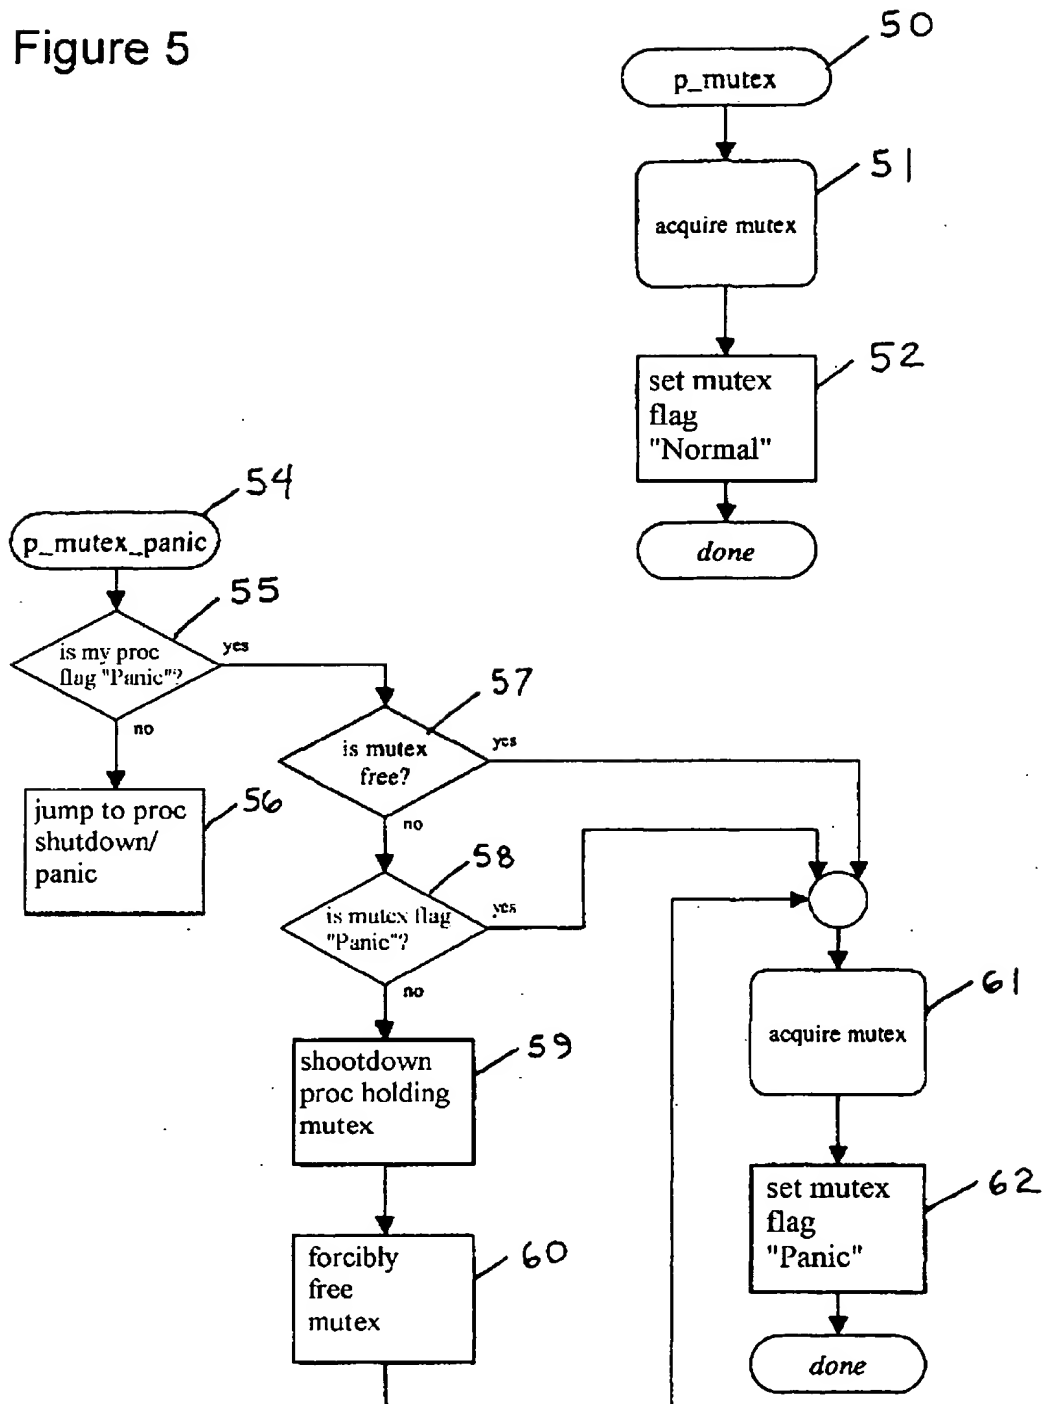 Figure 5
50
p_mutex
51
acquire mutex
52
set mutex
flag
"Normal"
done
54
p_mutex_panic
55
is my proc
flag "Panic"?
yes
no
56
jump to proc
shutdown/
panic
57
is mutex
free?
yes
no
58
is mutex flag
"Panic"?
yes
no
59
shootdown
proc holding
mutex
60
forcibly
free
mutex
61
acquire mutex
62
set mutex
flag
"Panic"
done